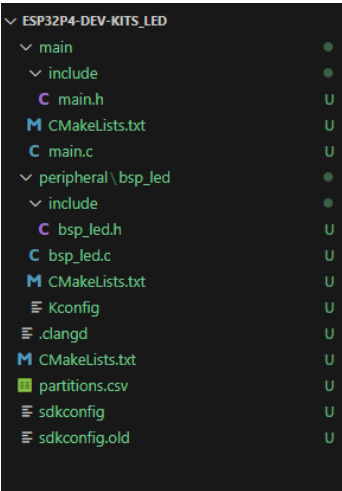 ESP32P4-DEV-KITS_LED
main
include
C main.h U
M CMakeLists.txt U
C main.c U
peripheral\bsp_led
include
C bsp_led.h U
C bsp_led.c U
M CMakeLists.txt U
Kconfig U
.clangd U
M CMakeLists.txt U
partitions.csv U
sdkconfig U
sdkconfig.old U